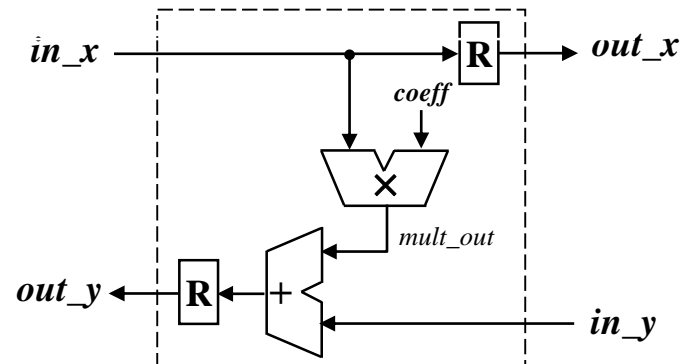 in_x
R
out_x
coeff
×
mult_out
out_y
R
+
in_y